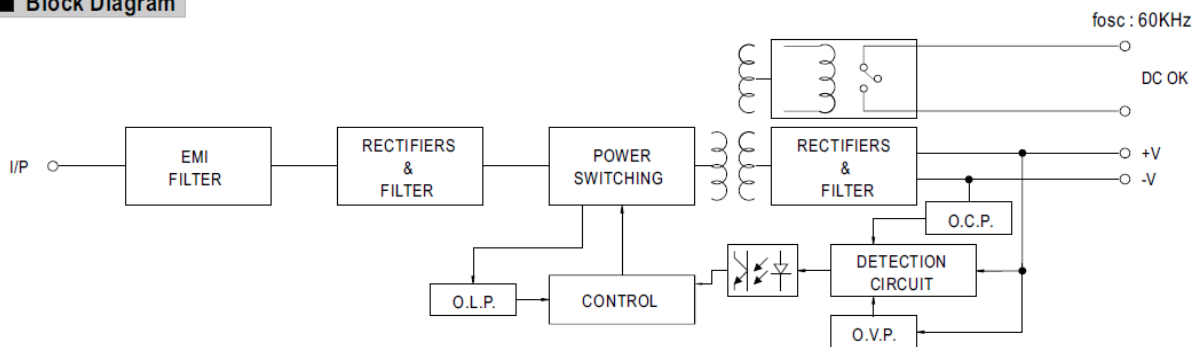 ■ Block Diagram
fosc : 60KHz
DC OK
I/P
EMI
FILTER
RECTIFIERS
&
FILTER
POWER
SWITCHING
RECTIFIERS
&
FILTER
+V
-V
O.C.P.
DETECTION
CIRCUIT
O.L.P.
CONTROL
O.V.P.